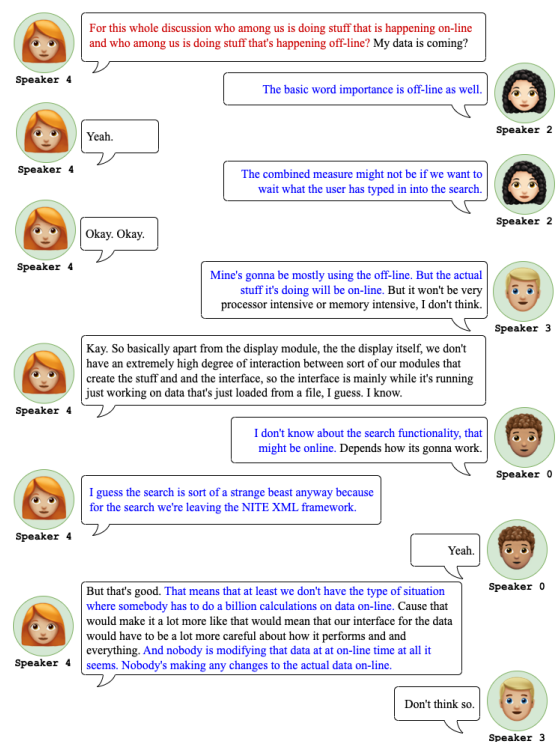 For this whole discussion who among us is doing stuff that is happening on-line
and who among us is doing stuff that's happening off-line? My data is coming?
Speaker 4
The basic word importance is off-line as well.
Speaker 2
Yeah.
Speaker 4
The combined measure might not be if we want to
wait what the user has typed in into the search.
Speaker 2
Okay. Okay.
Speaker 4
Mine's gonna be mostly using the off-line. But the actual
stuff it's doing will be on-line. But it won't be very
processor intensive or memory intensive, I don't think.
Speaker 3
Kay. So basically apart from the display module, the the display itself, we don't
have an extremely high degree of interaction between sort of our modules that
create the stuff and and the interface, so the interface is mainly while it's running
just working on data that's just loaded from a file, I guess. I know.
Speaker 4
I don't know about the search functionality, that
might be online. Depends how its gonna work.
Speaker 0
I guess the search is sort of a strange beast anyway because
for the search we're leaving the NITE XML framework.
Speaker 4
Yeah.
Speaker 0
But that's good. That means that at least we don't have the type of situation
where somebody has to do a billion calculations on data on-line. Cause that
would make it a lot more like that would mean that our interface for the data
would have to be a lot more careful about how it performs and and
everything. And nobody is modifying that data at at on-line time at all it
seems. Nobody's making any changes to the actual data on-line.
Speaker 4
Don't think so.
Speaker 3